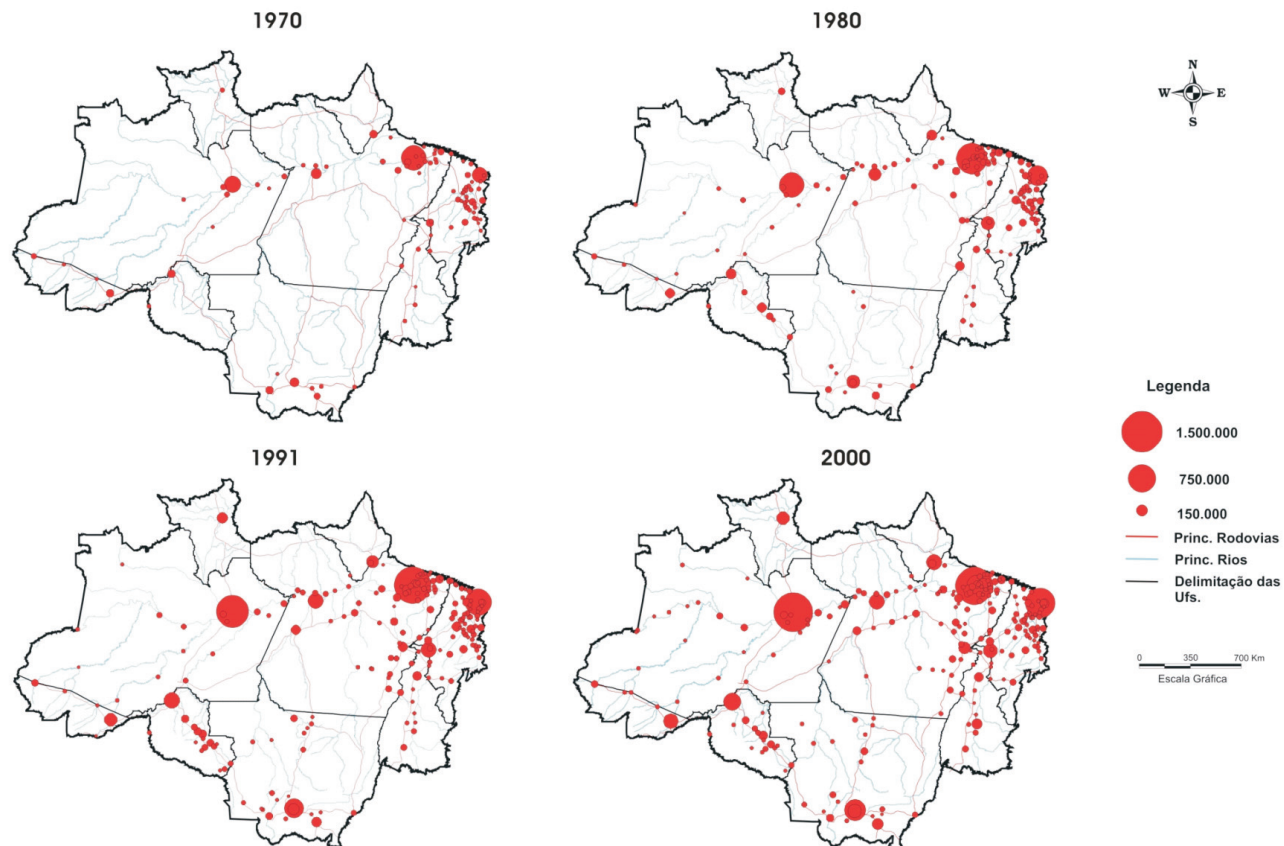 1970
1980
N
W E
S
Legenda
1.500.000
750.000
150.000
Princ. Rodovias
Princ. Rios
Delimitação das
Ufs.
0 350 700 Km
Escala Gráfica
1991
2000